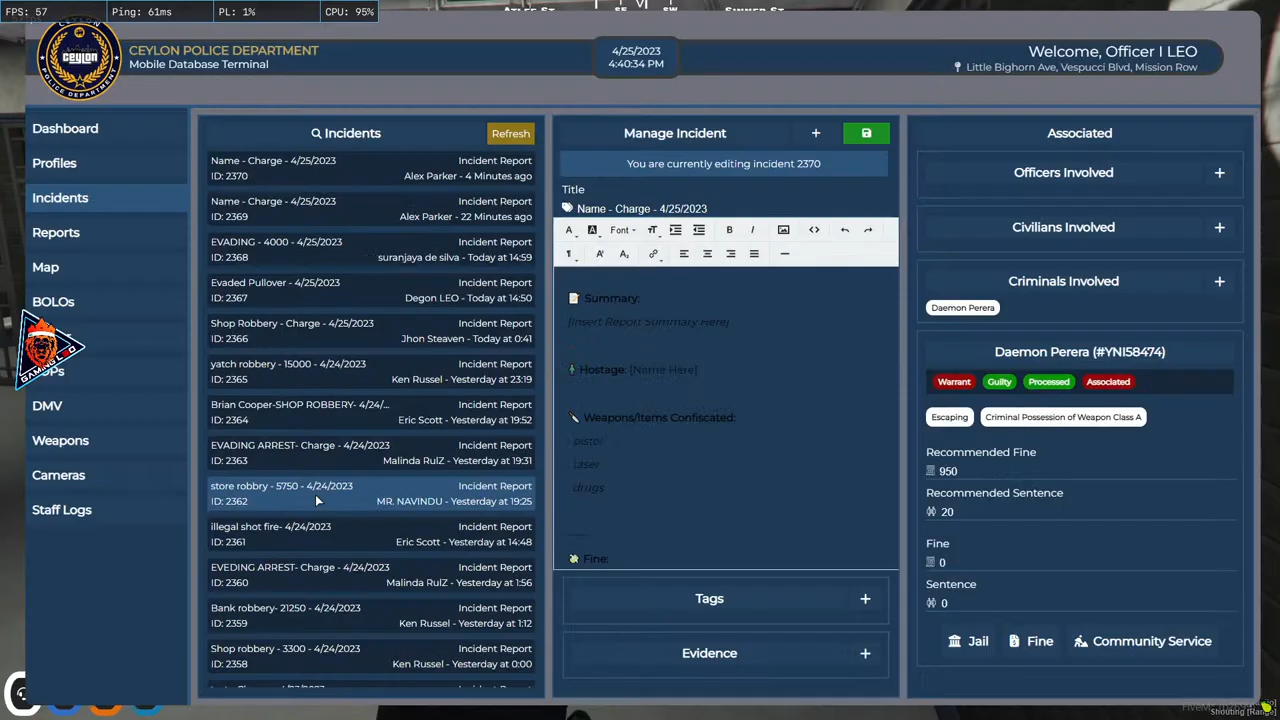 FPS: 57
Ping: 61ms
PL: 1%
CPU: 95%
SE
SW
CEYLON
ceylon
POLICE DEPARTMENT
CEYLON POLICE DEPARTMENT
Mobile Database Terminal
4/25/2023
4:40:34 PM
Welcome, Officer I LEO
Little Bighorn Ave, Vespucci Blvd, Mission Row
Dashboard
Profiles
Incidents
Reports
Map
BOLOs
DMV
Weapons
Cameras
Staff Logs
GAMING LEO
Incidents
Refresh
Name - Charge - 4/25/2023 Incident Report
ID: 2370 Alex Parker - 4 Minutes ago
Name - Charge - 4/25/2023 Incident Report
ID: 2369 Alex Parker - 22 Minutes ago
EVADING - 4000 - 4/25/2023 Incident Report
ID: 2368 suranjaya de silva - Today at 14:59
Evaded Pullover - 4/25/2023 Incident Report
ID: 2367 Degon LEO - Today at 14:50
Shop Robbery - Charge - 4/25/2023 Incident Report
ID: 2366 Jhon Steaven - Today at 0:41
yatch robbery - 15000 - 4/24/2023 Incident Report
ID: 2365 Ken Russel - Yesterday at 23:19
Brian Cooper-SHOP ROBBERY- 4/24/... Incident Report
ID: 2364 Eric Scott - Yesterday at 19:52
EVADING ARREST- Charge - 4/24/2023 Incident Report
ID: 2363 Malinda RulZ - Yesterday at 19:31
store robbry - 5750 - 4/24/2023 Incident Report
ID: 2362 MR. NAVINDU - Yesterday at 19:25
illegal shot fire- 4/24/2023 Incident Report
ID: 2361 Eric Scott - Yesterday at 14:48
EVEDING ARREST- Charge - 4/24/2023 Incident Report
ID: 2360 Malinda RulZ - Yesterday at 1:56
Bank robbery- 21250 - 4/24/2023 Incident Report
ID: 2359 Ken Russel - Yesterday at 1:12
Shop robbery - 3300 - 4/24/2023 Incident Report
ID: 2358 Ken Russel - Yesterday at 0:00
Manage Incident
You are currently editing incident 2370
Title
Name - Charge - 4/25/2023
Font
Summary:
[Insert Report Summary Here]
Hostage: [Name Here]
Weapons/Items Confiscated:
pistol
taser
drugs
Fine:
Tags
Evidence
Associated
Officers Involved
Civilians Involved
Criminals Involved
Daemon Perera
Daemon Perera (#YNI58474)
Warrant Guilty Processed Associated
Escaping Criminal Possession of Weapon Class A
Recommended Fine
950
Recommended Sentence
20
Fine
0
Sentence
0
Jail Fine Community Service
Shouting [Range]